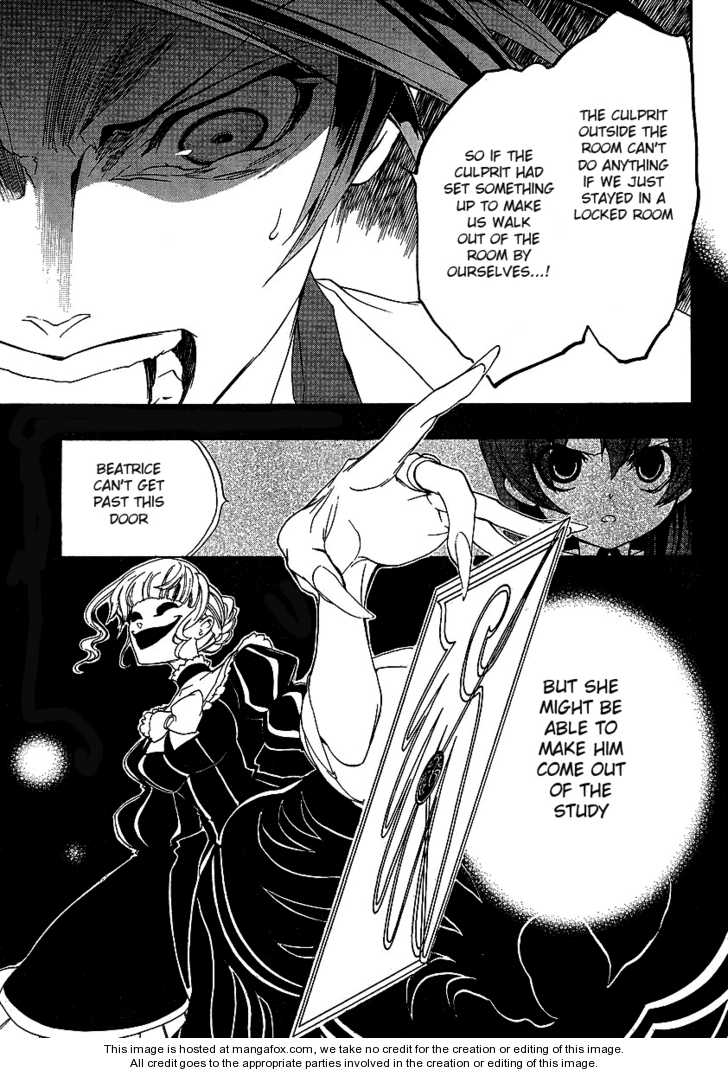 THE CULPRIT
OUTSIDE THE
ROOM CAN'T
DO ANYTHING
IF WE JUST
STAYED IN A
LOCKED ROOM
SO IF THE
CULPRIT HAD
SET SOMETHING
UP TO MAKE
US WALK
OUT OF THE
ROOM BY
OURSELVES...!
BEATRICE
CAN'T GET
PAST THIS
DOOR
BUT SHE
MIGHT BE
ABLE TO
MAKE HIM
COME OUT
OF THE
STUDY
This image is hosted at mangafox.com, we take no credit for the creation or editing of this image.
All credit goes to the appropriate parties involved in the creation or editing of this image.